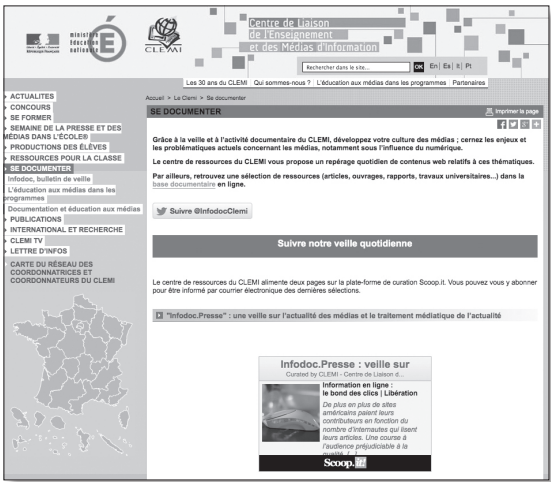 ministère
éducation
nationale
Liberté • Égalité • Fraternité
RÉPUBLIQUE FRANÇAISE
CLEMI
Centre de Liaison
de l'Enseignement
et des Médias d'Information
Rechercher dans le site...
OK
En | Es | It | Pt
Les 30 ans du CLEMI
Qui sommes-nous ?
L'éducation aux médias dans les programmes
Partenaires
ACTUALITES
CONCOURS
SE FORMER
SEMAINE DE LA PRESSE ET DES
MÉDIAS DANS L'ÉCOLE®
PRODUCTIONS DES ÉLÈVES
RESSOURCES POUR LA CLASSE
SE DOCUMENTER
Infodoc, bulletin de veille
L'éducation aux médias dans les
programmes
Documentation et éducation aux médias
PUBLICATIONS
INTERNATIONAL ET RECHERCHE
CLEMI TV
LETTRE D'INFOS
CARTE DU RÉSEAU DES
COORDONNATRICES ET
COORDONNATEURS DU CLEMI
Accueil > Le Clemi > Se documenter
SE DOCUMENTER
Imprimer la page
Grâce à la veille et à l'activité documentaire du CLEMI, développez votre culture des médias ; cernez les enjeux et
les problématiques actuels concernant les médias, notamment sous l'influence du numérique.
Le centre de ressources du CLEMI vous propose un repérage quotidien de contenus web relatifs à ces thématiques.
Par ailleurs, retrouvez une sélection de ressources (articles, ouvrages, rapports, travaux universitaires...) dans la
base documentaire en ligne.
Suivre @InfodocClemi
Suivre notre veille quotidienne
Le centre de ressources du CLEMI alimente deux pages sur la plate-forme de curation Scoop.it. Vous pouvez vous y abonner
pour être informé par courrier électronique des dernières sélections.
"Infodoc.Presse" : une veille sur l'actualité des médias et le traitement médiatique de l'actualité
Infodoc.Presse : veille sur
Curated by CLEMI - Centre de Liaison d...
Information en ligne :
le bond des clics | Libération
De plus en plus de sites
américains paient leurs
contributeurs en fonction du
nombre d'internautes qui lisent
leurs articles. Une course à
l'audience préjudiciable à la
qualité. [...]
Scoop.it!